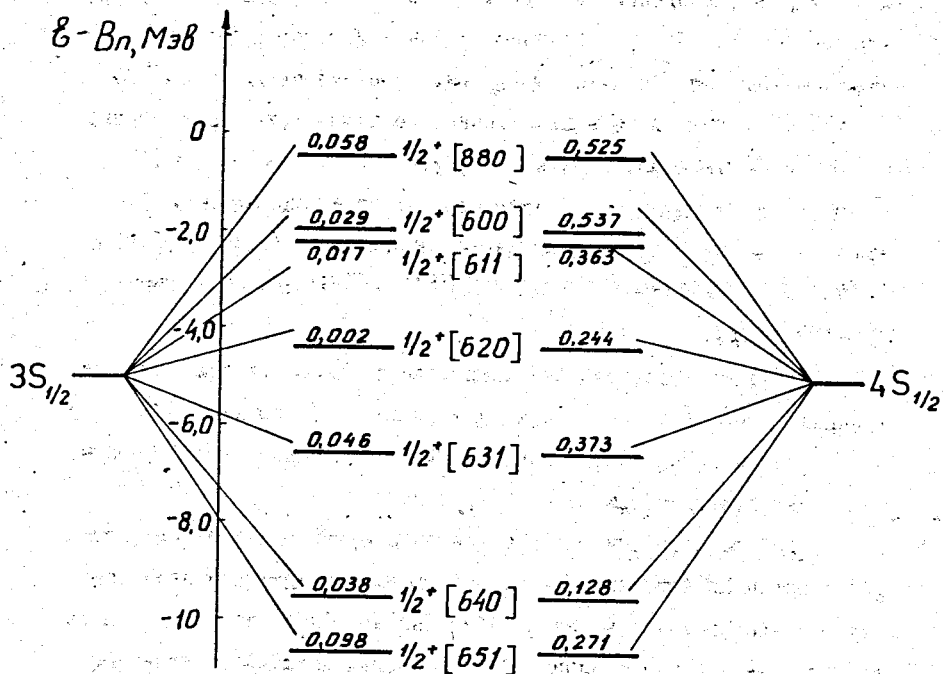 Ɛ - Bn, Мэв
0
0,058 1/2⁺ [880] 0,525
-2,0
0,029 1/2⁺ [600] 0,537
0,017 1/2⁺ [611] 0,363
-4,0
0,002 1/2⁺ [620] 0,244
3S1/2
4S1/2
-6,0
0,046 1/2⁺ [631] 0,373
-8,0
0,038 1/2⁺ [640] 0,128
-10
0,098 1/2⁺ [651] 0,271